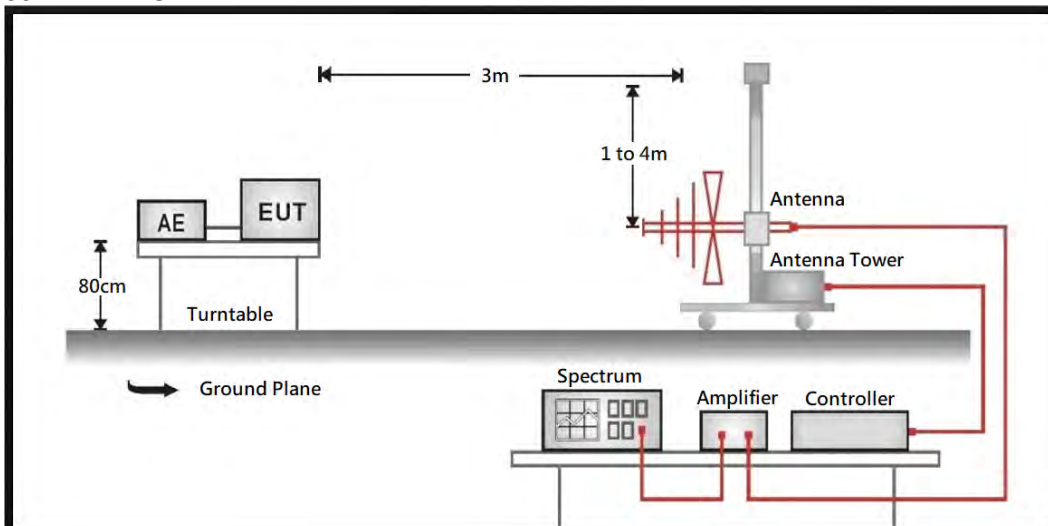 3m
1 to 4m
Antenna
AE
EUT
Antenna Tower
80cm
Turntable
Ground Plane
Spectrum
Amplifier
Controller